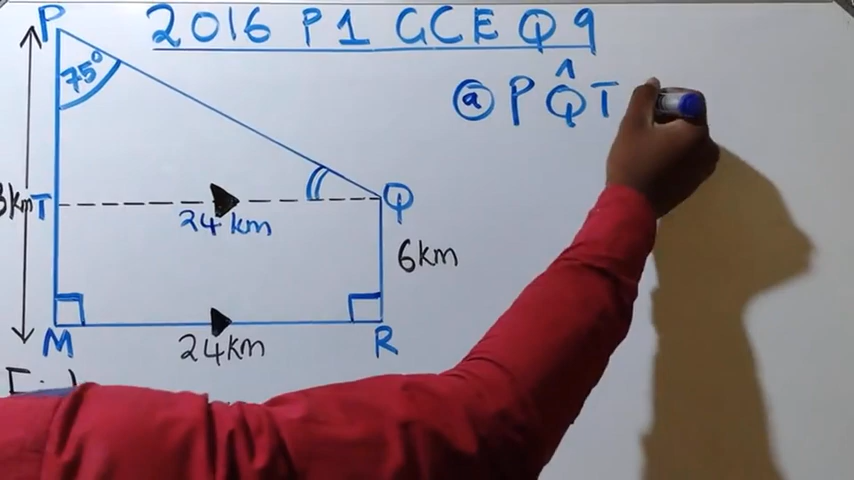 P 2016 P1 GCE Q9
75°
ⓐ PQ̂T
T Q
24 km
6km
M R
24km